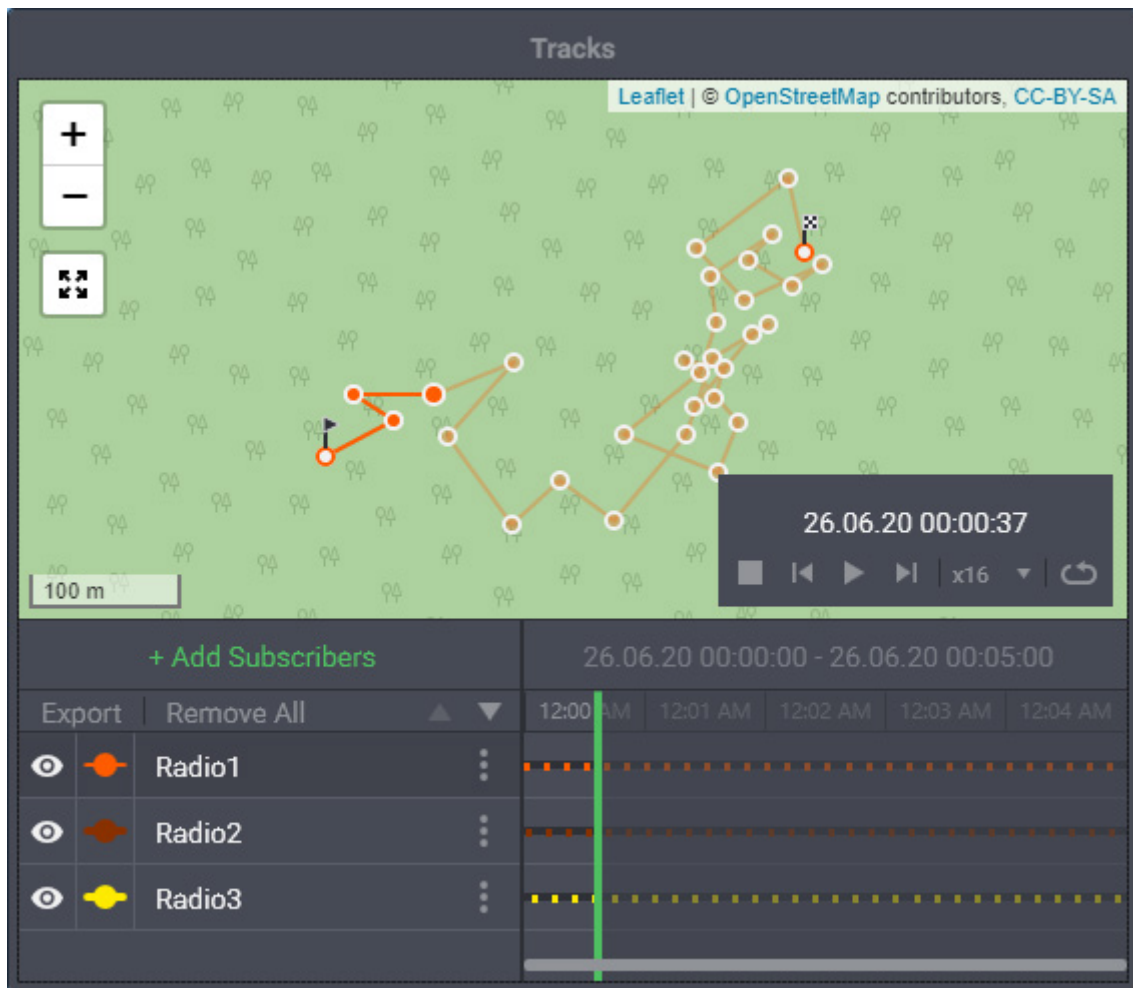 Tracks
+
Leaflet | © OpenStreetMap contributors, CC-BY-SA
−
26.06.20 00:00:37
x16
100 m
+ Add Subscribers
26.06.20 00:00:00 - 26.06.20 00:05:00
Export Remove All
12:00 AM 12:01 AM 12:02 AM 12:03 AM 12:04 AM
Radio1
Radio2
Radio3